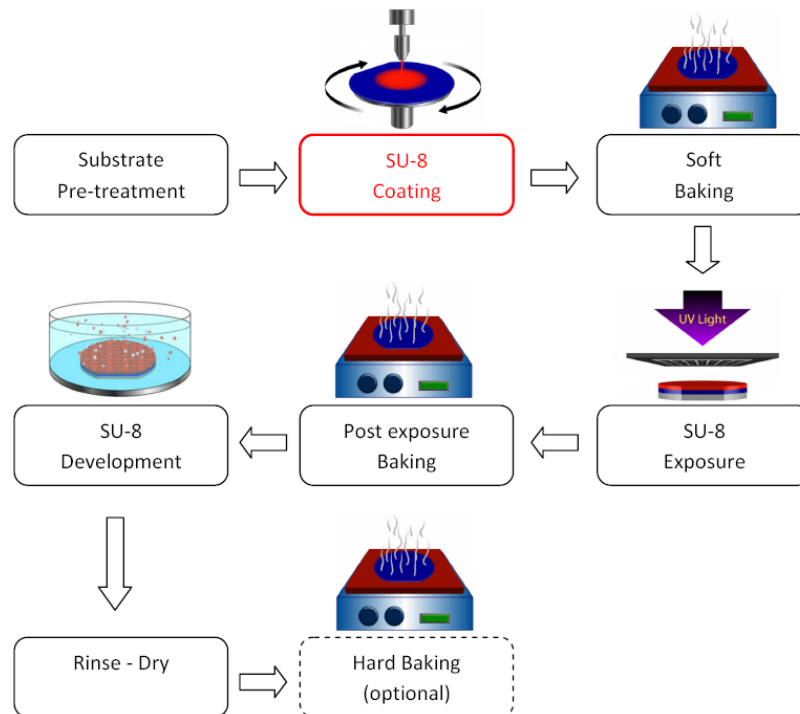 Substrate
Pre-treatment
SU-8
Coating
Soft
Baking
UV Light
SU-8
Exposure
Post exposure
Baking
SU-8
Development
Rinse - Dry
Hard Baking
(optional)